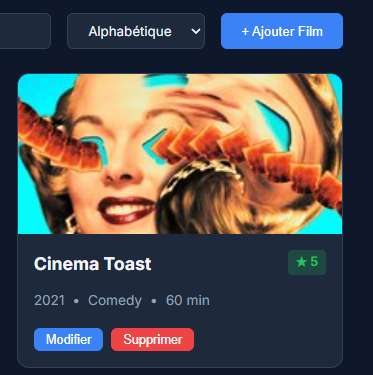 Alphabétique
+ Ajouter Film
Cinema Toast
★ 5
2021 • Comedy • 60 min
Modifier
Supprimer